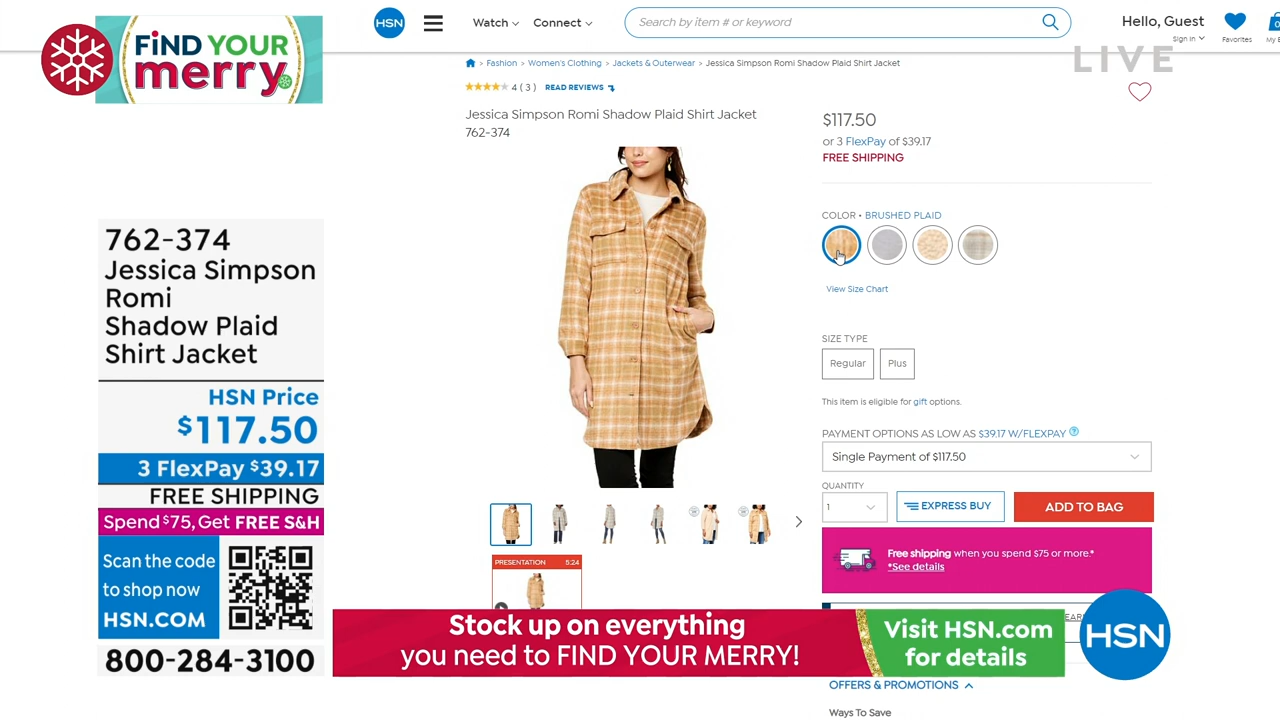 FiND YOUR
merry
HSN
Watch
Connect
Search by item # or keyword
Hello, Guest
Sign In
Favorites
LIVE
Fashion > Women's Clothing > Jackets & Outerwear > Jessica Simpson Romi Shadow Plaid Shirt Jacket
4 ( 3 ) READ REVIEWS
Jessica Simpson Romi Shadow Plaid Shirt Jacket
762-374
$117.50
or 3 FlexPay of $39.17
FREE SHIPPING
COLOR • BRUSHED PLAID
View Size Chart
SIZE TYPE
Regular
Plus
This item is eligible for gift options.
PAYMENT OPTIONS AS LOW AS $39.17 W/FLEXPAY ?
Single Payment of $117.50
QUANTITY
1
EXPRESS BUY
ADD TO BAG
Free shipping when you spend $75 or more.*
*See details
PRESENTATION 5:24
762-374
Jessica Simpson
Romi
Shadow Plaid
Shirt Jacket
HSN Price
$117.50
3 FlexPay $39.17
FREE SHIPPING
Spend $75, Get FREE S&H
Scan the code
to shop now
HSN.COM
800-284-3100
Stock up on everything
you need to FIND YOUR MERRY!
Visit HSN.com
for details
HSN
OFFERS & PROMOTIONS
Ways To Save